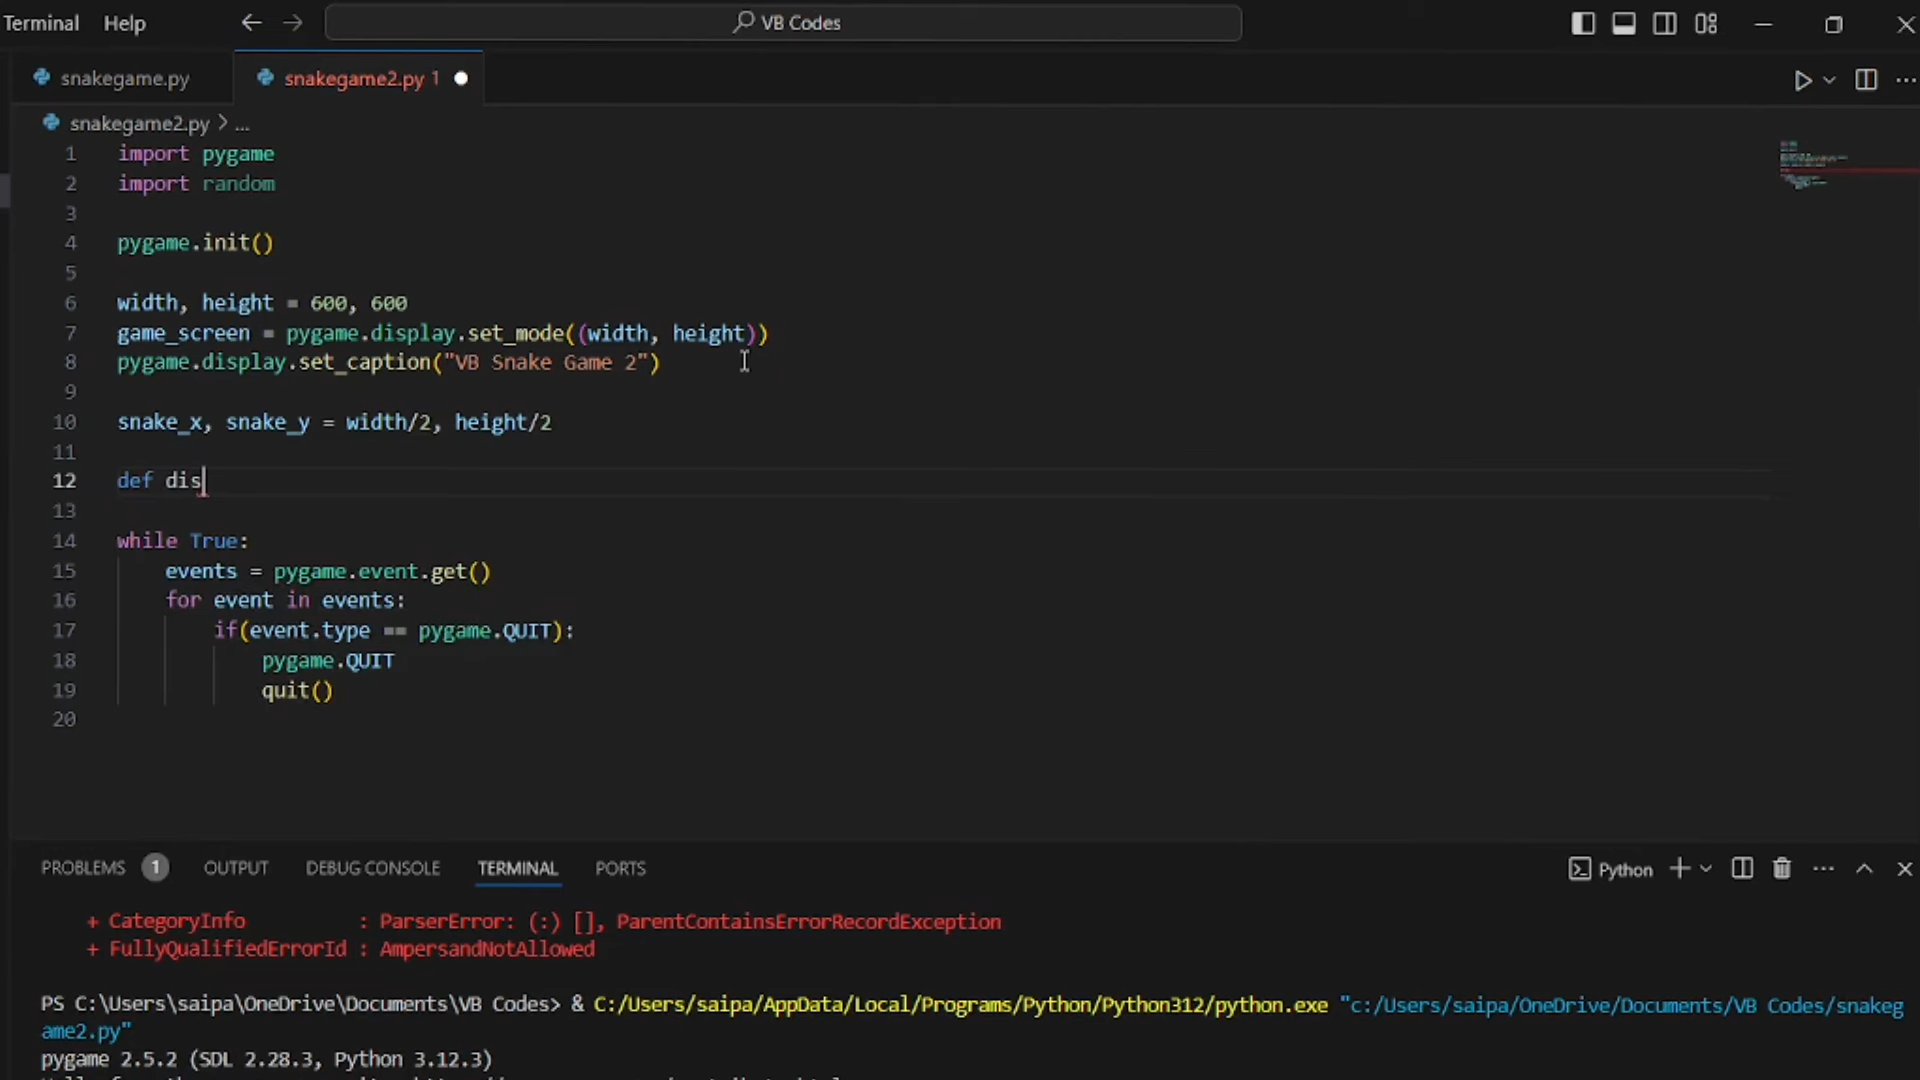 Terminal Help VB Codes
snakegame.py snakegame2.py 1
snakegame2.py > ...
1 import pygame
2 import random
3
4 pygame.init()
5
6 width, height = 600, 600
7 game_screen = pygame.display.set_mode((width, height))
8 pygame.display.set_caption("VB Snake Game 2")
9
10 snake_x, snake_y = width/2, height/2
11
12 def dis
13
14 while True:
15 events = pygame.event.get()
16 for event in events:
17 if(event.type == pygame.QUIT):
18 pygame.QUIT
19 quit()
20
PROBLEMS 1 OUTPUT DEBUG CONSOLE TERMINAL PORTS Python
+ CategoryInfo : ParserError: (:) [], ParentContainsErrorRecordException
+ FullyQualifiedErrorId : AmpersandNotAllowed
PS C:\Users\saipa\OneDrive\Documents\VB Codes> & C:/Users/saipa/AppData/Local/Programs/Python/Python312/python.exe "c:/Users/saipa/OneDrive/Documents/VB Codes/snakeg
ame2.py"
pygame 2.5.2 (SDL 2.28.3, Python 3.12.3)